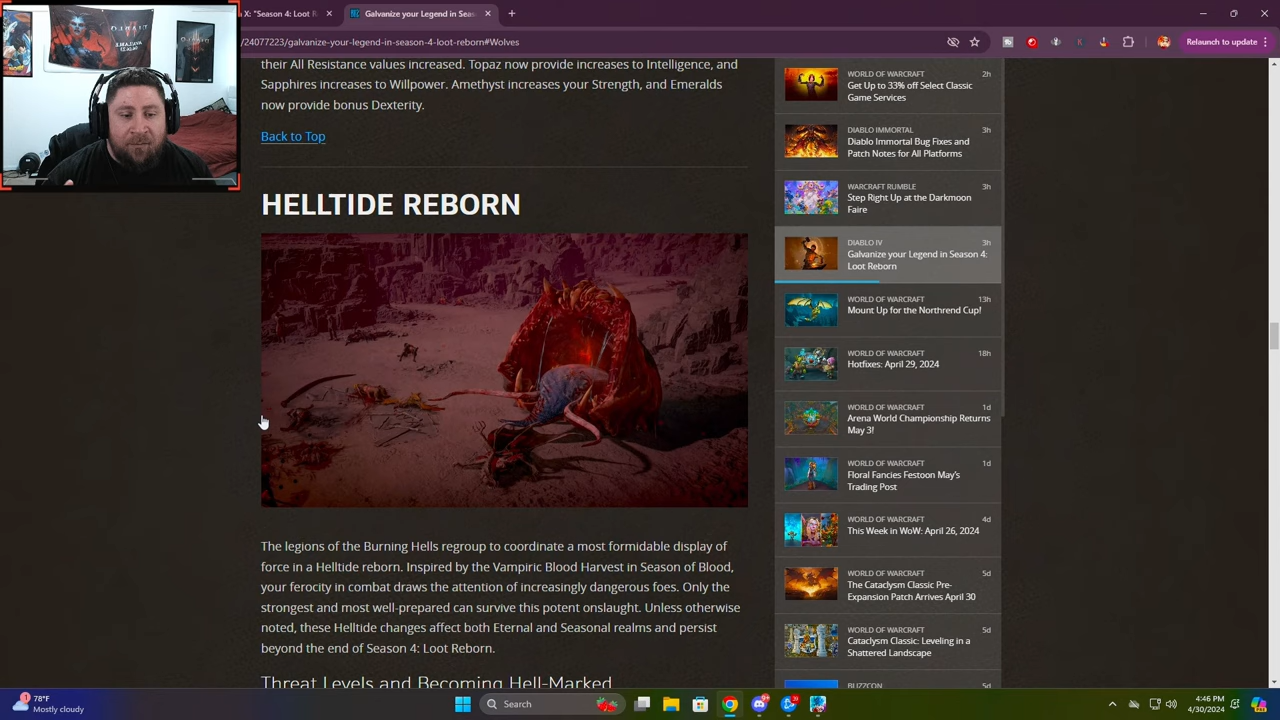 X: "Season 4: Loot R
Galvanize your Legend in Seas
/24077223/galvanize-your-legend-in-season-4-loot-reborn#Wolves
Relaunch to update
their All Resistance values increased. Topaz now provide increases to Intelligence, and
Sapphires increases to Willpower. Amethyst increases your Strength, and Emeralds
now provide bonus Dexterity.
Back to Top
HELLTIDE REBORN
The legions of the Burning Hells regroup to coordinate a most formidable display of
force in a Helltide reborn. Inspired by the Vampiric Blood Harvest in Season of Blood,
your ferocity in combat draws the attention of increasingly dangerous foes. Only the
strongest and most well-prepared can survive this potent onslaught. Unless otherwise
noted, these Helltide changes affect both Eternal and Seasonal realms and persist
beyond the end of Season 4: Loot Reborn.
Threat Levels and Becoming Hell-Marked
WORLD OF WARCRAFT 2h
Get Up to 33% off Select Classic
Game Services
DIABLO IMMORTAL 3h
Diablo Immortal Bug Fixes and
Patch Notes for All Platforms
WARCRAFT RUMBLE 3h
Step Right Up at the Darkmoon
Faire
DIABLO IV 3h
Galvanize your Legend in Season 4:
Loot Reborn
WORLD OF WARCRAFT 13h
Mount Up for the Northrend Cup!
WORLD OF WARCRAFT 18h
Hotfixes: April 29, 2024
WORLD OF WARCRAFT 1d
Arena World Championship Returns
May 3!
WORLD OF WARCRAFT 1d
Floral Fancies Festoon May's
Trading Post
WORLD OF WARCRAFT 4d
This Week in WoW: April 26, 2024
WORLD OF WARCRAFT 5d
The Cataclysm Classic Pre-
Expansion Patch Arrives April 30
WORLD OF WARCRAFT 5d
Cataclysm Classic: Leveling in a
Shattered Landscape
BUZZCON 5d
78°F
Mostly cloudy
Search
4:46 PM
4/30/2024